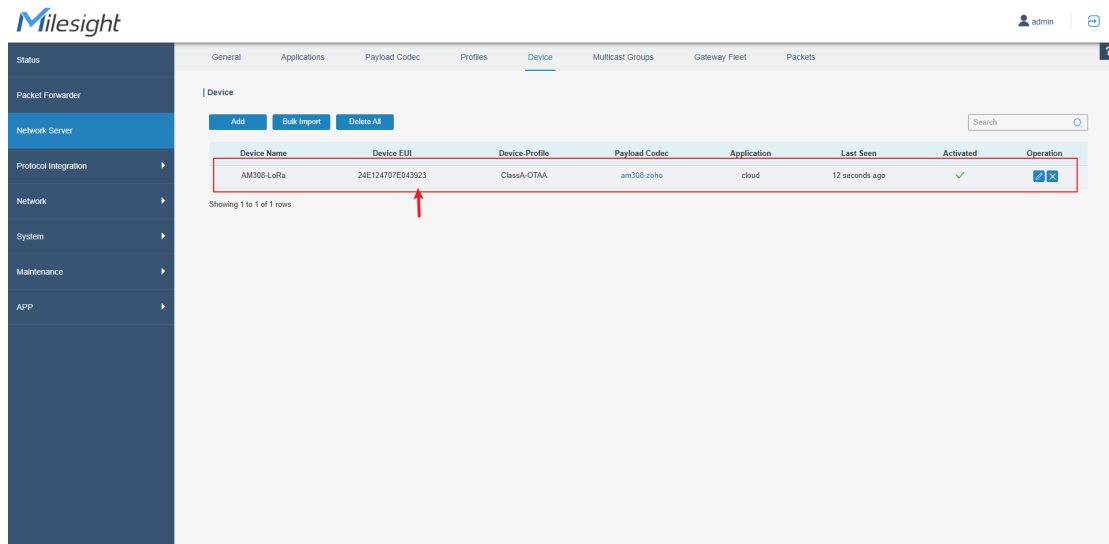 Milesight
admin
Status
Packet Forwarder
Network Server
Protocol Integration
Network
System
Maintenance
APP
General Applications Payload Codec Profiles Device Multicast Groups Gateway Fleet Packets
?
Device
Add Bulk Import Delete All Search
Device Name Device EUI Device-Profile Payload Codec Application Last Seen Activated Operation
AM308-LoRa 24E124707E043923 ClassA-OTAA am308-zoho cloud 12 seconds ago
Showing 1 to 1 of 1 rows